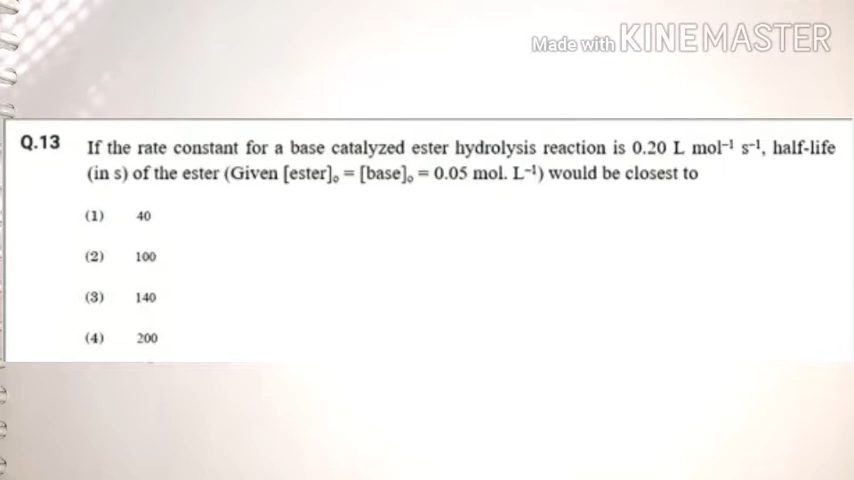 Made with KINEMASTER
Q.13 If the rate constant for a base catalyzed ester hydrolysis reaction is 0.20 L mol⁻¹ s⁻¹, half-life
(in s) of the ester (Given [ester]ₒ = [base]ₒ = 0.05 mol. L⁻¹) would be closest to
(1) 40
(2) 100
(3) 140
(4) 200